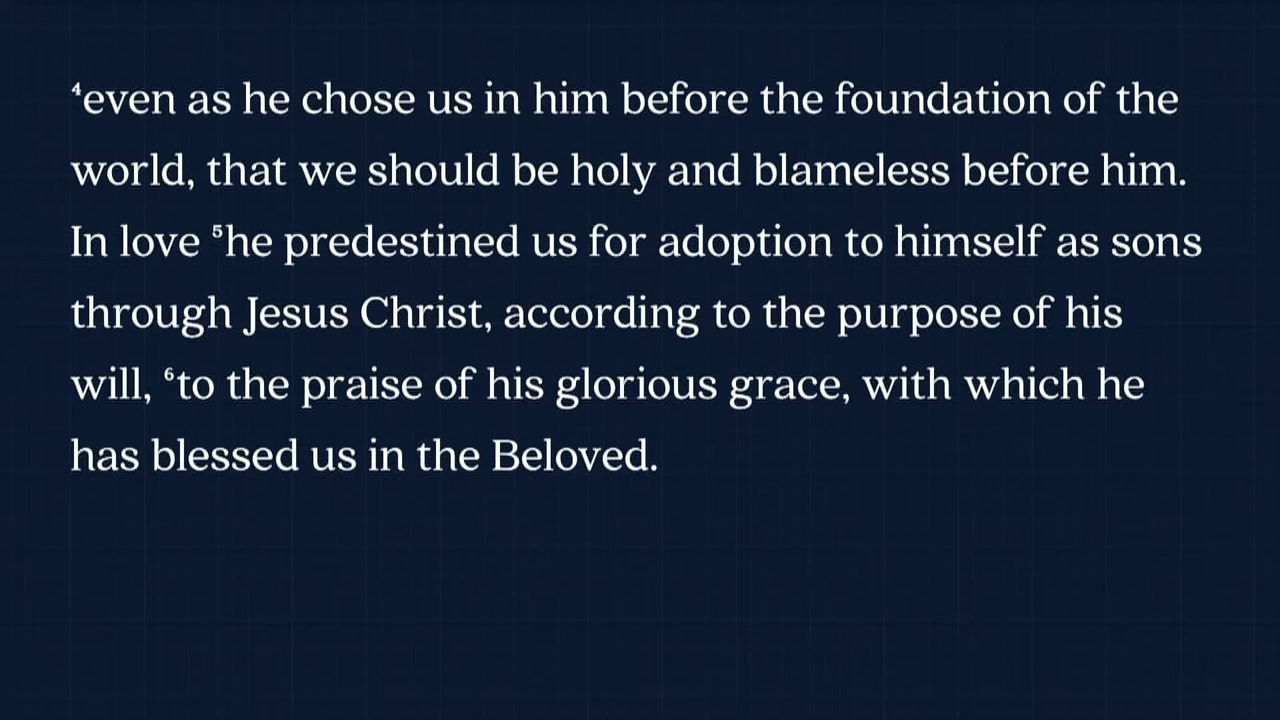 ⁴even as he chose us in him before the foundation of the
world, that we should be holy and blameless before him.
In love ⁵he predestined us for adoption to himself as sons
through Jesus Christ, according to the purpose of his
will, ⁶to the praise of his glorious grace, with which he
has blessed us in the Beloved.